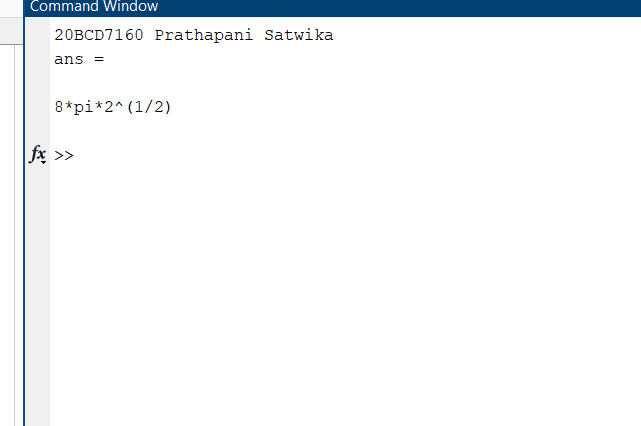 Command Window
20BCD7160 Prathapani Satwika
ans =
8*pi*2^(1/2)
fx >>